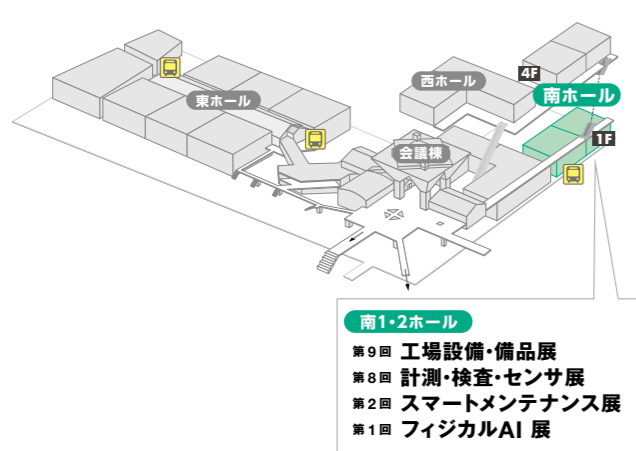 東ホール
西ホール
4F
南ホール
1F
会議棟
南1・2ホール
第9回 工場設備・備品展
第8回 計測・検査・センサ展
第2回 スマートメンテナンス展
第1回 フィジカルAI 展